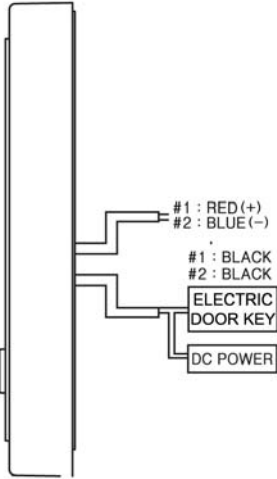 #1 : RED(+)
#2 : BLUE(-)
#1 : BLACK
#2 : BLACK
ELECTRIC
DOOR KEY
DC POWER